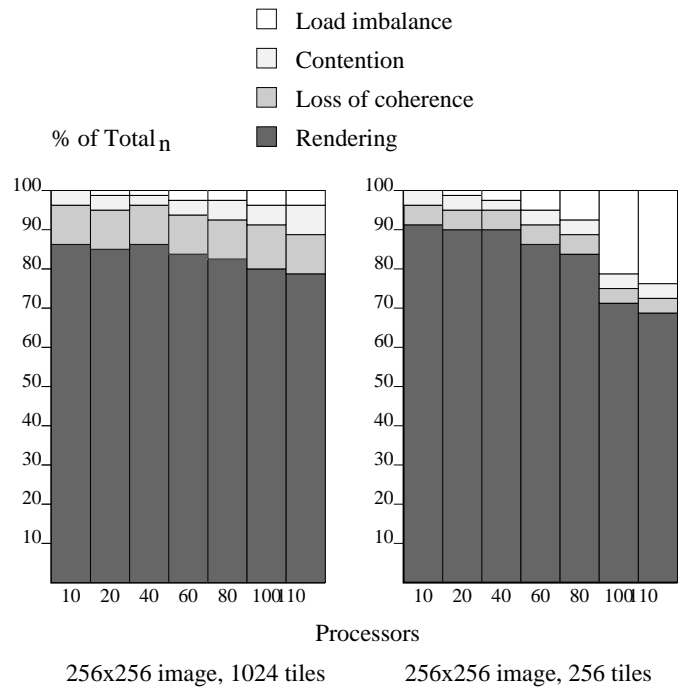 Load imbalance
Contention
Loss of coherence
% of Total n
Rendering
100
90
80
70
60
50
40
30
20
10
10 20 40 60 80 100 110
100
90
80
70
60
50
40
30
20
10
10 20 40 60 80 100 110
Processors
256x256 image, 1024 tiles
256x256 image, 256 tiles